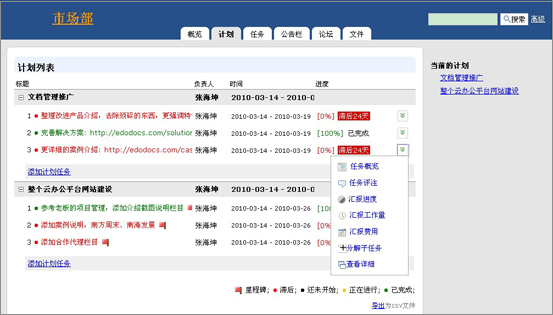 市场部
搜索 高级
概览 计划 任务 公告栏 论坛 文件
计划列表
标题 负责人 时间 进度
文档管理推广 张海坤 2010-03-14 - 2010-0
1 整理改进产品介绍，去除琐碎的东西，更强调特 张海坤 2010-03-14 - 2010-03-19 [0%] 滞后24天
2 完善解决方案：http://edodocs.com/solution 张海坤 2010-03-14 - 2010-03-19 [100%] 已完成
3 更详细的案例介绍：http://edodocs.com/cas 张海坤 2010-03-14 - 2010-03-19 [0%] 滞后24天
添加计划任务
整个云办公平台网站建设 张海坤 2010-03-14 - 2010-0
1 参考老板的项目管理，添加介绍截图说明栏目 张海坤 2010-03-14 - 2010-03-26 [10
2 添加案例说明，南方周末、南海发展 张海坤 2010-03-14 - 2010-03-26 [0%]
3 添加合作代理栏目 张海坤 2010-03-14 - 2010-03-26 [0%]
添加计划任务
任务概览
任务评注
汇报进度
汇报工作量
汇报费用
分解子任务
查看详细
里程碑； 滞后； 还未开始； 正在进行； 已完成；
导出为csv文件
当前的计划
文档管理推广
整个云办公平台网站建设